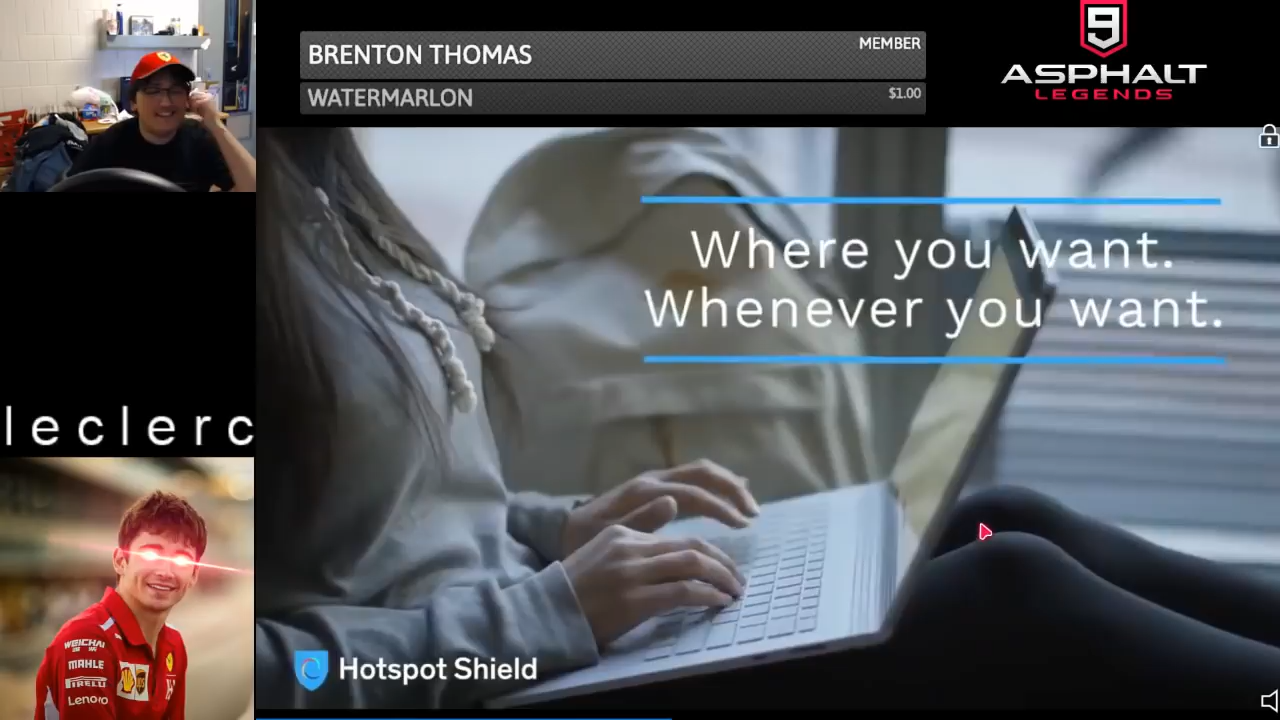 BRENTON THOMAS
MEMBER
WATERMARLON
$1.00
9
ASPHALT
LEGENDS
Where you want.
Whenever you want.
leclerc
WEICHAI
MAHLE
PIRELLI
Lenovo
Hotspot Shield